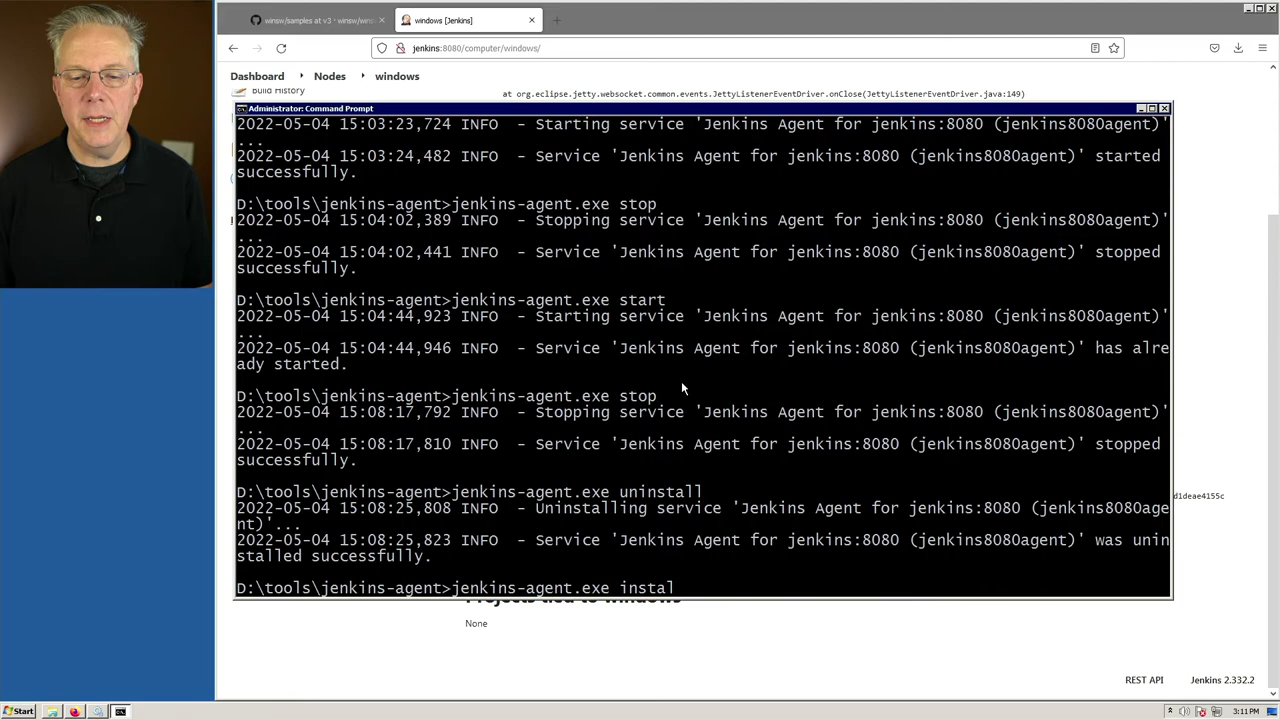 winsw/samples at v3 · winsw/wins
windows [Jenkins]
jenkins:8080/computer/windows/
Dashboard
Nodes
windows
Build History
at org.eclipse.jetty.websocket.common.events.JettyListenerEventDriver.onClose(JettyListenerEventDriver.java:149)
Administrator: Command Prompt
2022-05-04 15:03:23,724 INFO  - Starting service 'Jenkins Agent for jenkins:8080 (jenkins8080agent)'
...
2022-05-04 15:03:24,482 INFO  - Service 'Jenkins Agent for jenkins:8080 (jenkins8080agent)' started
successfully.
D:\tools\jenkins-agent>jenkins-agent.exe stop
2022-05-04 15:04:02,389 INFO  - Stopping service 'Jenkins Agent for jenkins:8080 (jenkins8080agent)'
...
2022-05-04 15:04:02,441 INFO  - Service 'Jenkins Agent for jenkins:8080 (jenkins8080agent)' stopped
successfully.
D:\tools\jenkins-agent>jenkins-agent.exe start
2022-05-04 15:04:44,923 INFO  - Starting service 'Jenkins Agent for jenkins:8080 (jenkins8080agent)'
...
2022-05-04 15:04:44,946 INFO  - Service 'Jenkins Agent for jenkins:8080 (jenkins8080agent)' has alre
ady started.
D:\tools\jenkins-agent>jenkins-agent.exe stop
2022-05-04 15:08:17,792 INFO  - Stopping service 'Jenkins Agent for jenkins:8080 (jenkins8080agent)'
...
2022-05-04 15:08:17,810 INFO  - Service 'Jenkins Agent for jenkins:8080 (jenkins8080agent)' stopped
successfully.
D:\tools\jenkins-agent>jenkins-agent.exe uninstall
2022-05-04 15:08:25,808 INFO  - Uninstalling service 'Jenkins Agent for jenkins:8080 (jenkins8080age
nt)'...
2022-05-04 15:08:25,823 INFO  - Service 'Jenkins Agent for jenkins:8080 (jenkins8080agent)' was unin
stalled successfully.
D:\tools\jenkins-agent>jenkins-agent.exe instal
d1deae4155c
Projects tied to windows
None
REST API
Jenkins 2.332.2
Start
3:11 PM